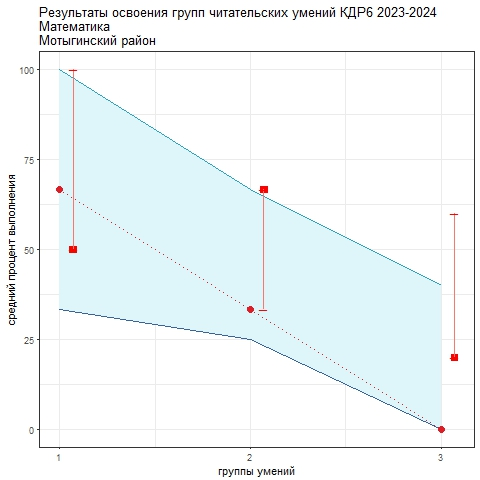 Результаты освоения групп читательских умений КДР6 2023-2024
Математика
Мотыгинский район
средний процент выполнения
100
75
50
25
0
1
2
3
группы умений